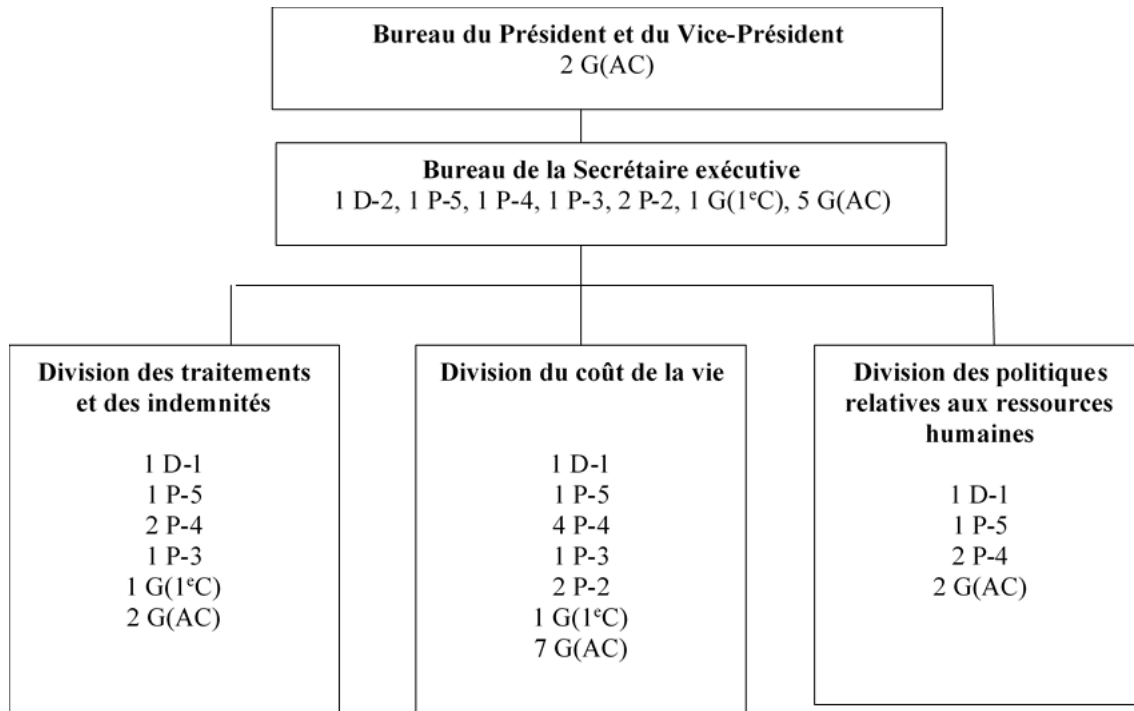 Bureau du Président et du Vice-Président
2 G(AC)
Bureau de la Secrétaire exécutive
1 D-2, 1 P-5, 1 P-4, 1 P-3, 2 P-2, 1 G(1ᵉC), 5 G(AC)
Division des traitements
et des indemnités
1 D-1
1 P-5
2 P-4
1 P-3
1 G(1ᵉC)
2 G(AC)
Division du coût de la vie
1 D-1
1 P-5
4 P-4
1 P-3
2 P-2
1 G(1ᵉC)
7 G(AC)
Division des politiques
relatives aux ressources
humaines
1 D-1
1 P-5
2 P-4
2 G(AC)